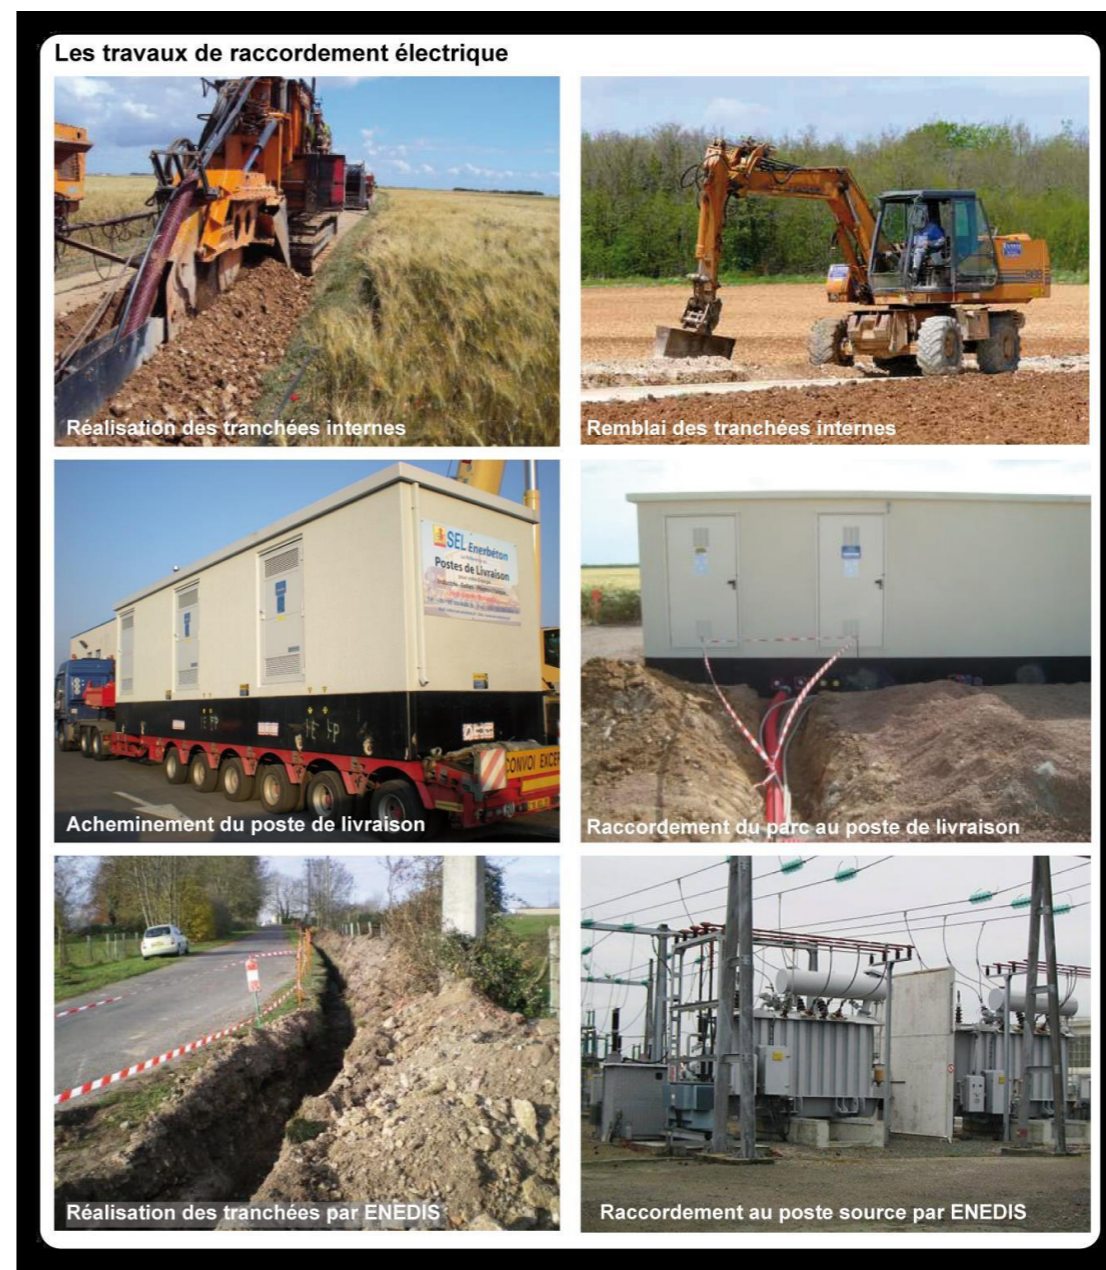 Les travaux de raccordement électrique
Réalisation des tranchées internes
Remblai des tranchées internes
SEL Enerbéton
Postes de Livraison
CONVOI EXCEP
Acheminement du poste de livraison
Raccordement du parc au poste de livraison
Réalisation des tranchées par ENEDIS
Raccordement au poste source par ENEDIS